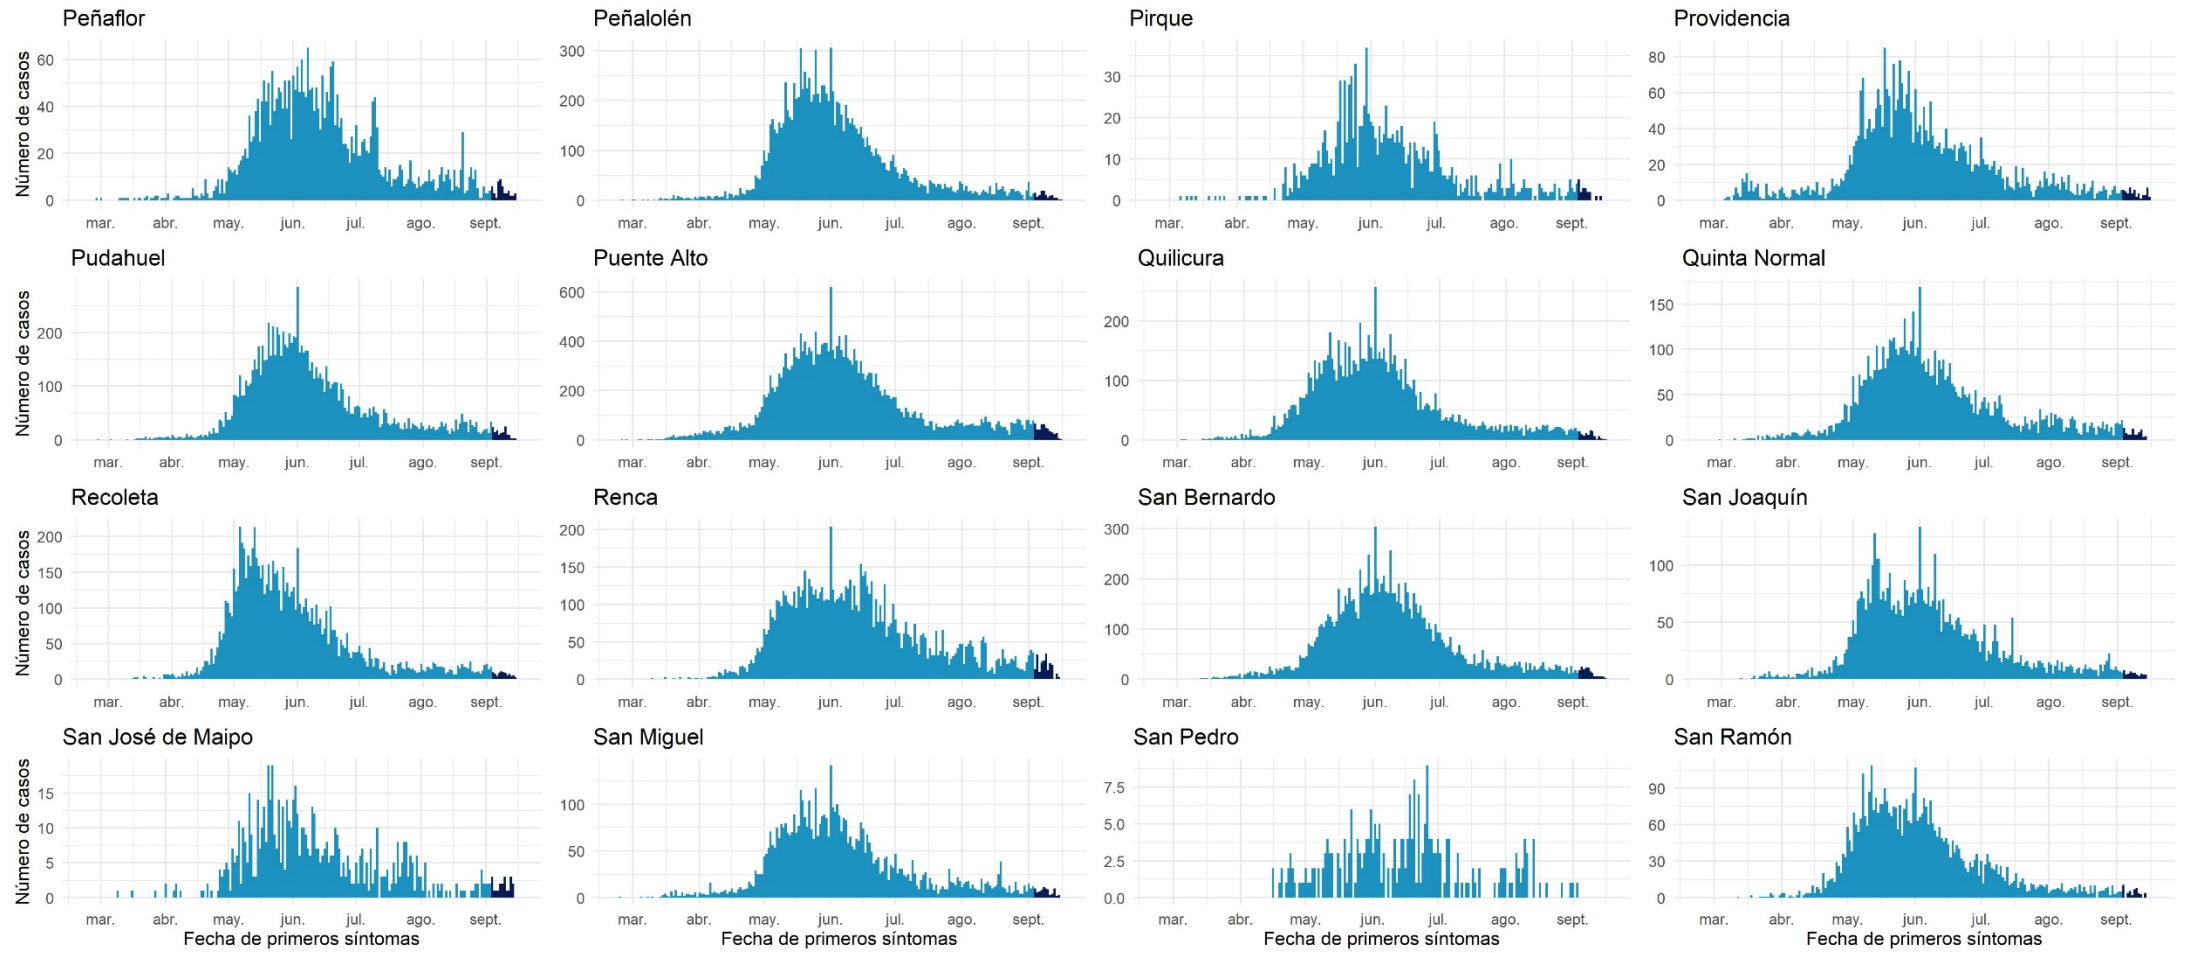 Peñaflor
Peñalolén
Pirque
Providencia
Número de casos
60
40
20
0
300
200
100
0
30
20
10
0
80
60
40
20
0
mar. abr. may. jun. jul. ago. sept.
mar. abr. may. jun. jul. ago. sept.
mar. abr. may. jun. jul. ago. sept.
mar. abr. may. jun. jul. ago. sept.
Pudahuel
Puente Alto
Quilicura
Quinta Normal
Número de casos
200
100
0
600
400
200
0
200
100
0
150
100
50
0
mar. abr. may. jun. jul. ago. sept.
mar. abr. may. jun. jul. ago. sept.
mar. abr. may. jun. jul. ago. sept.
mar. abr. may. jun. jul. ago. sept.
Recoleta
Renca
San Bernardo
San Joaquín
Número de casos
200
150
100
50
0
200
150
100
50
0
300
200
100
0
100
50
0
mar. abr. may. jun. jul. ago. sept.
mar. abr. may. jun. jul. ago. sept.
mar. abr. may. jun. jul. ago. sept.
mar. abr. may. jun. jul. ago. sept.
San José de Maipo
San Miguel
San Pedro
San Ramón
Número de casos
15
10
5
0
100
50
0
7.5
5.0
2.5
0.0
90
60
30
0
mar. abr. may. jun. jul. ago. sept.
mar. abr. may. jun. jul. ago. sept.
mar. abr. may. jun. jul. ago. sept.
mar. abr. may. jun. jul. ago. sept.
Fecha de primeros síntomas
Fecha de primeros síntomas
Fecha de primeros síntomas
Fecha de primeros síntomas